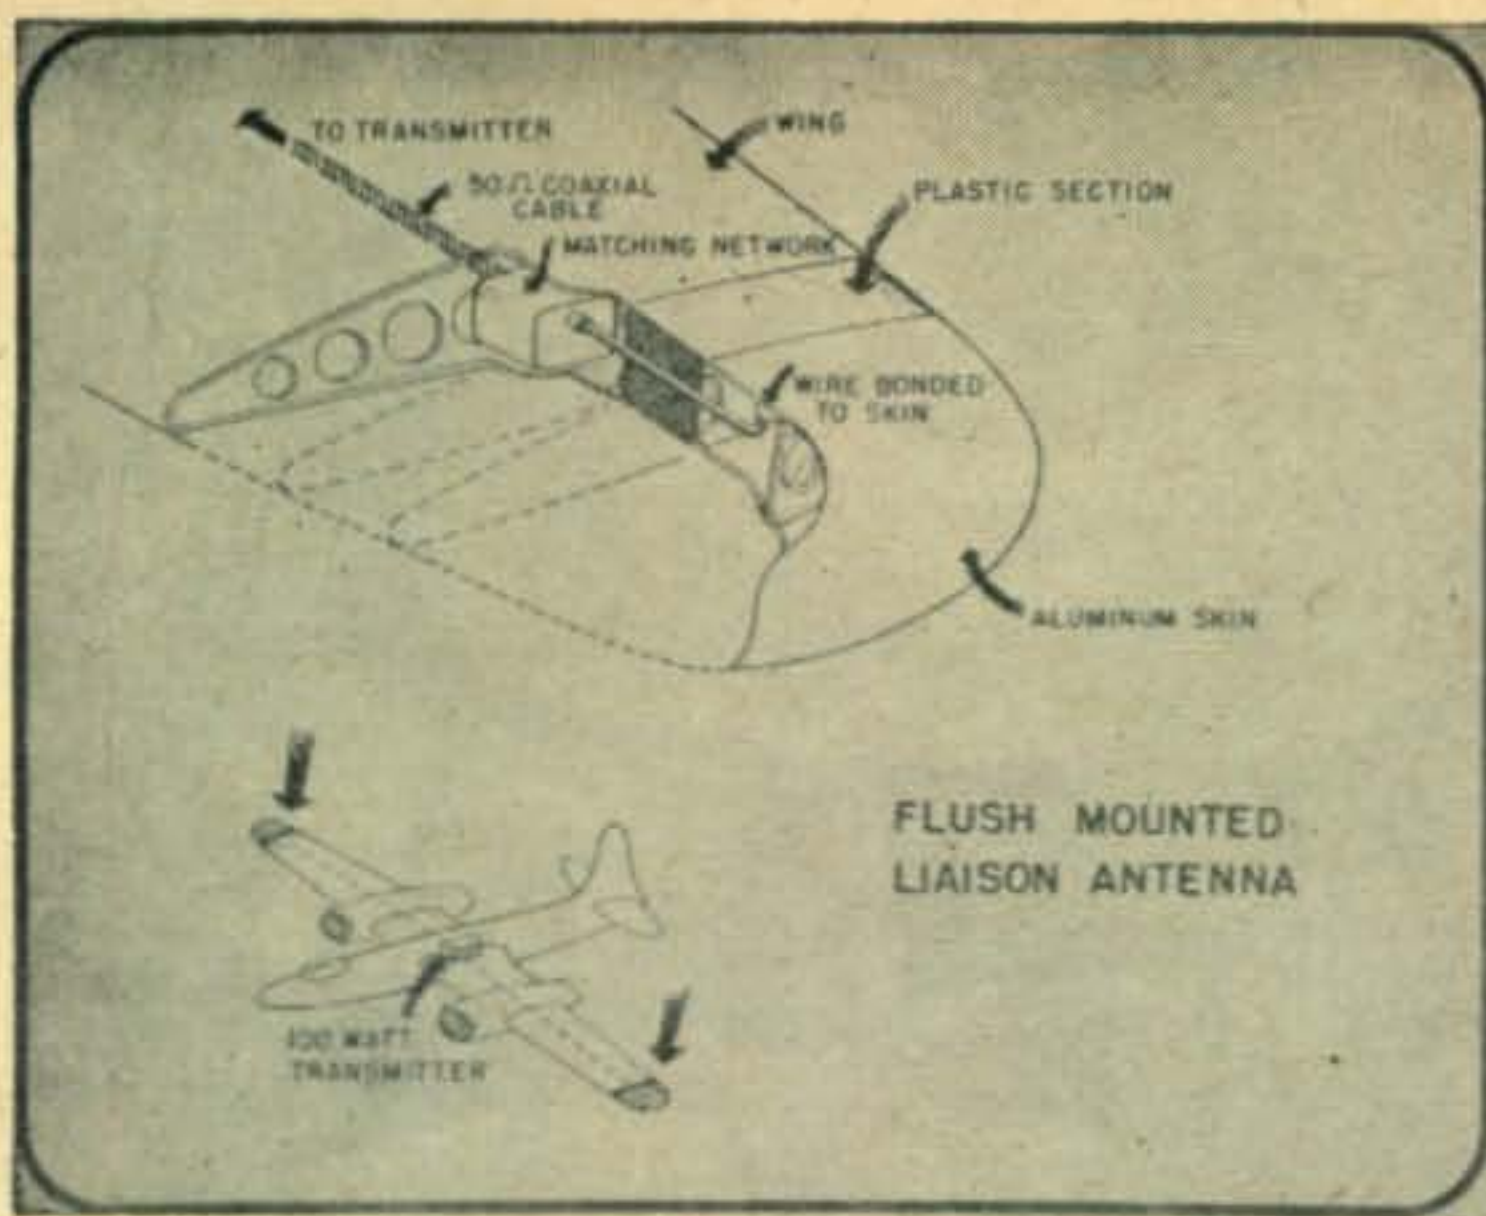 TO TRANSMITTER
50Ω COAXIAL
CABLE
MATCHING NETWORK
WING
PLASTIC SECTION
WIRE BONDED
TO SKIN
ALUMINUM SKIN
FLUSH MOUNTED
LIAISON ANTENNA
100 WATT
TRANSMITTER